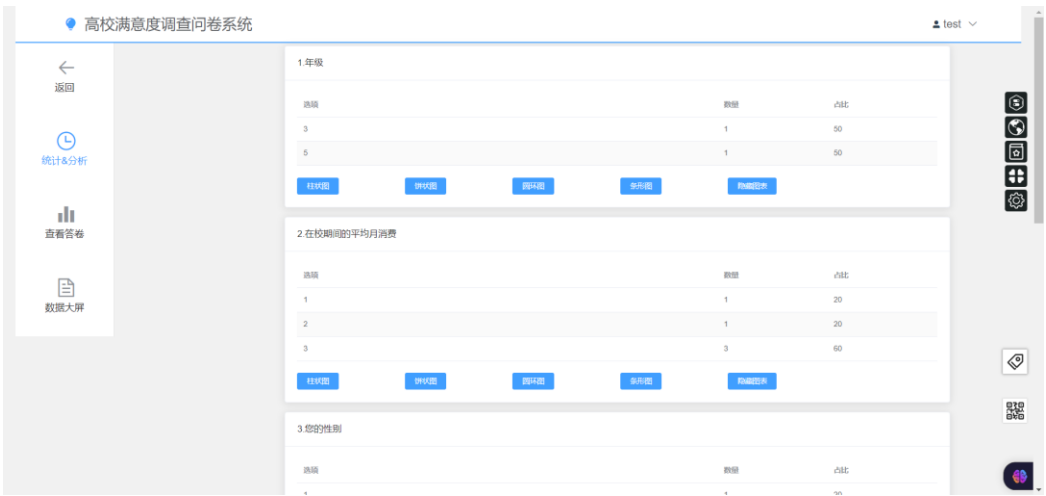 高校满意度调查问卷系统
test
返回
统计&分析
查看答卷
数据大屏
1.年级
选项 数量 占比
3 1 50
5 1 50
柱状图 饼状图 圆环图 条形图 隐藏图表
2.在校期间的平均月消费
选项 数量 占比
1 1 20
2 1 20
3 3 60
柱状图 饼状图 圆环图 条形图 隐藏图表
3.您的性别
选项 数量 占比
1 1 20